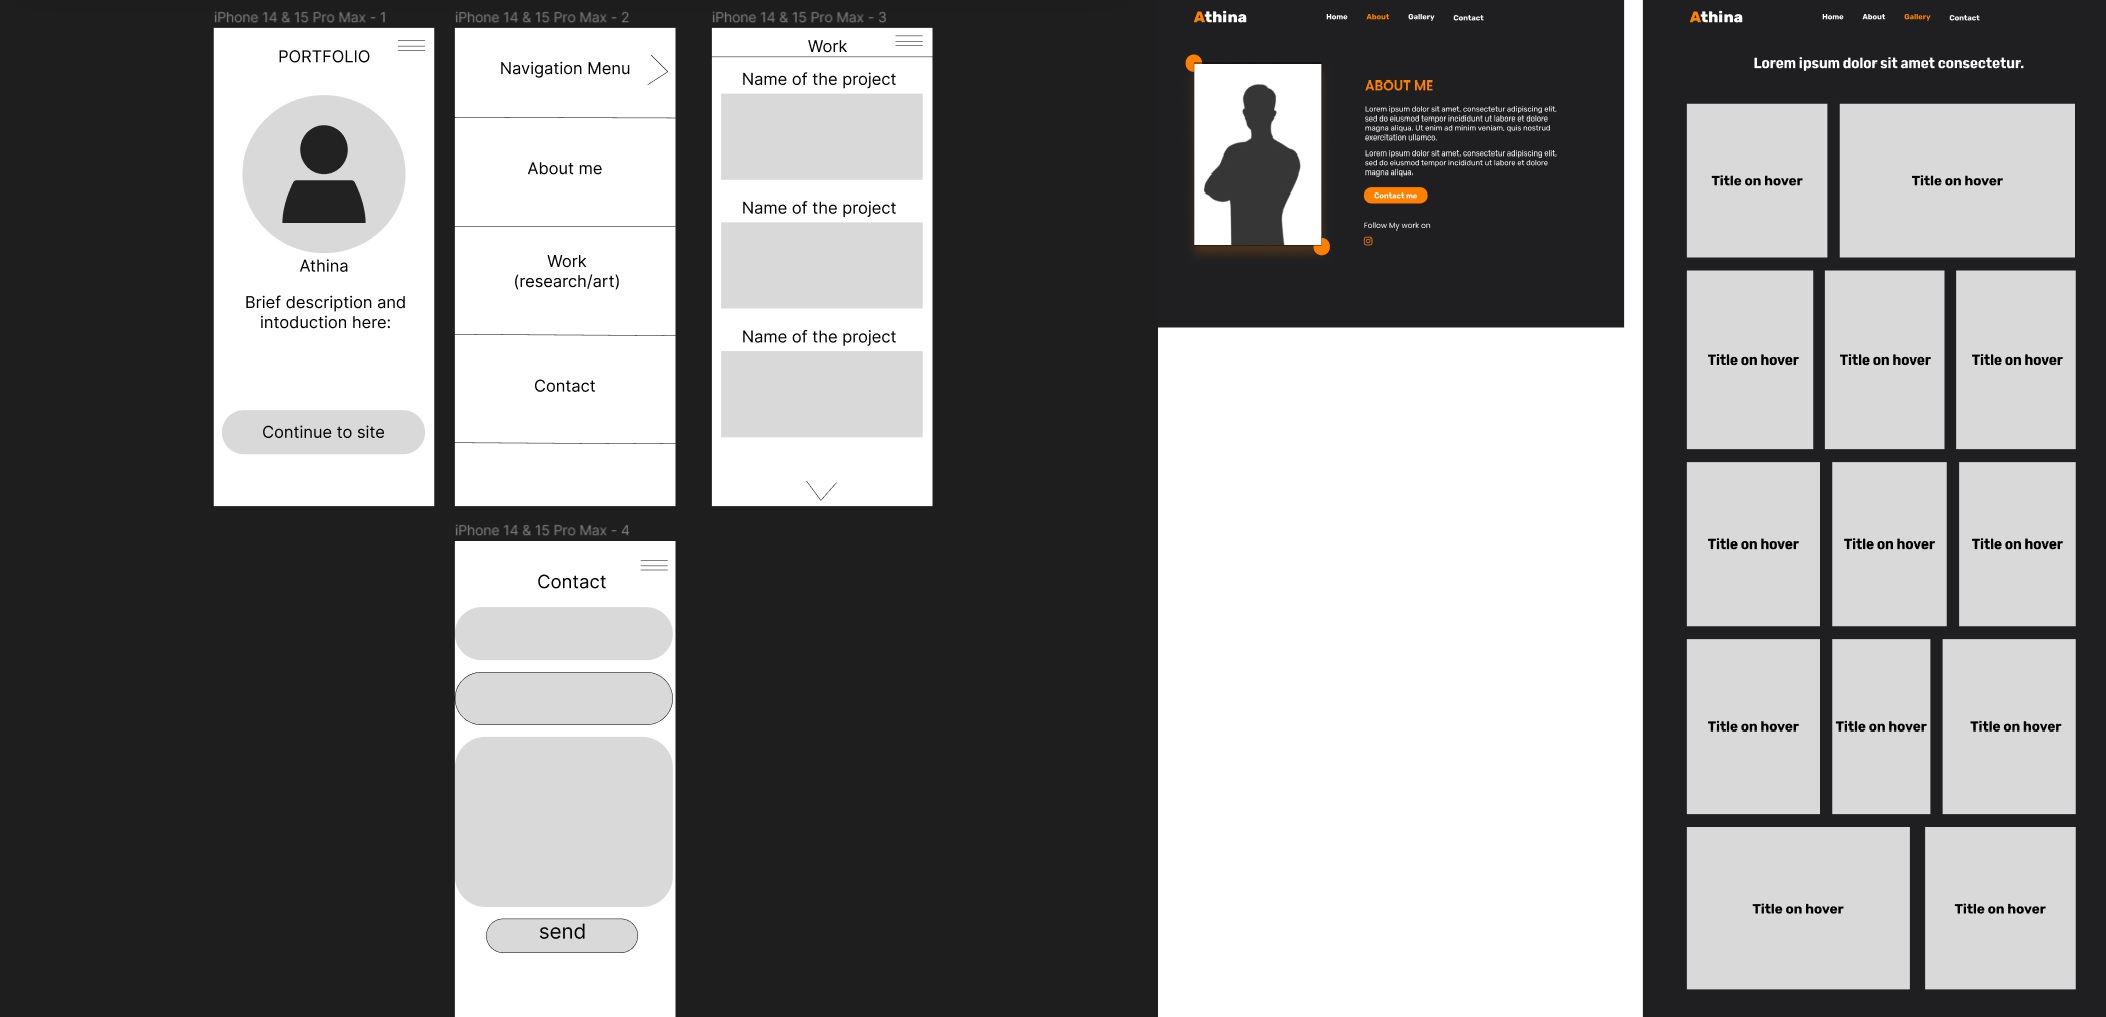 iPhone 14 & 15 Pro Max - 1
PORTFOLIO
Athina
Brief description and
intoduction here:
Continue to site
iPhone 14 & 15 Pro Max - 2
Navigation Menu
About me
Work
(research/art)
Contact
iPhone 14 & 15 Pro Max - 3
Work
Name of the project
Name of the project
Name of the project
iPhone 14 & 15 Pro Max - 4
Contact
send
Athina
Home About Gallery Contact
ABOUT ME
Lorem ipsum dolor sit amet, consectetur adipiscing elit,
sed do eiusmod tempor incididunt ut labore et dolore
magna aliqua. Ut enim ad minim veniam, quis nostrud
exercitation ullamco.
Lorem ipsum dolor sit amet, consectetur adipiscing elit,
sed do eiusmod tempor incididunt ut labore et dolore
magna aliqua.
Contact me
Follow My work on
Athina
Home About Gallery Contact
Lorem ipsum dolor sit amet consectetur.
Title on hover Title on hover
Title on hover Title on hover Title on hover
Title on hover Title on hover Title on hover
Title on hover Title on hover Title on hover
Title on hover Title on hover